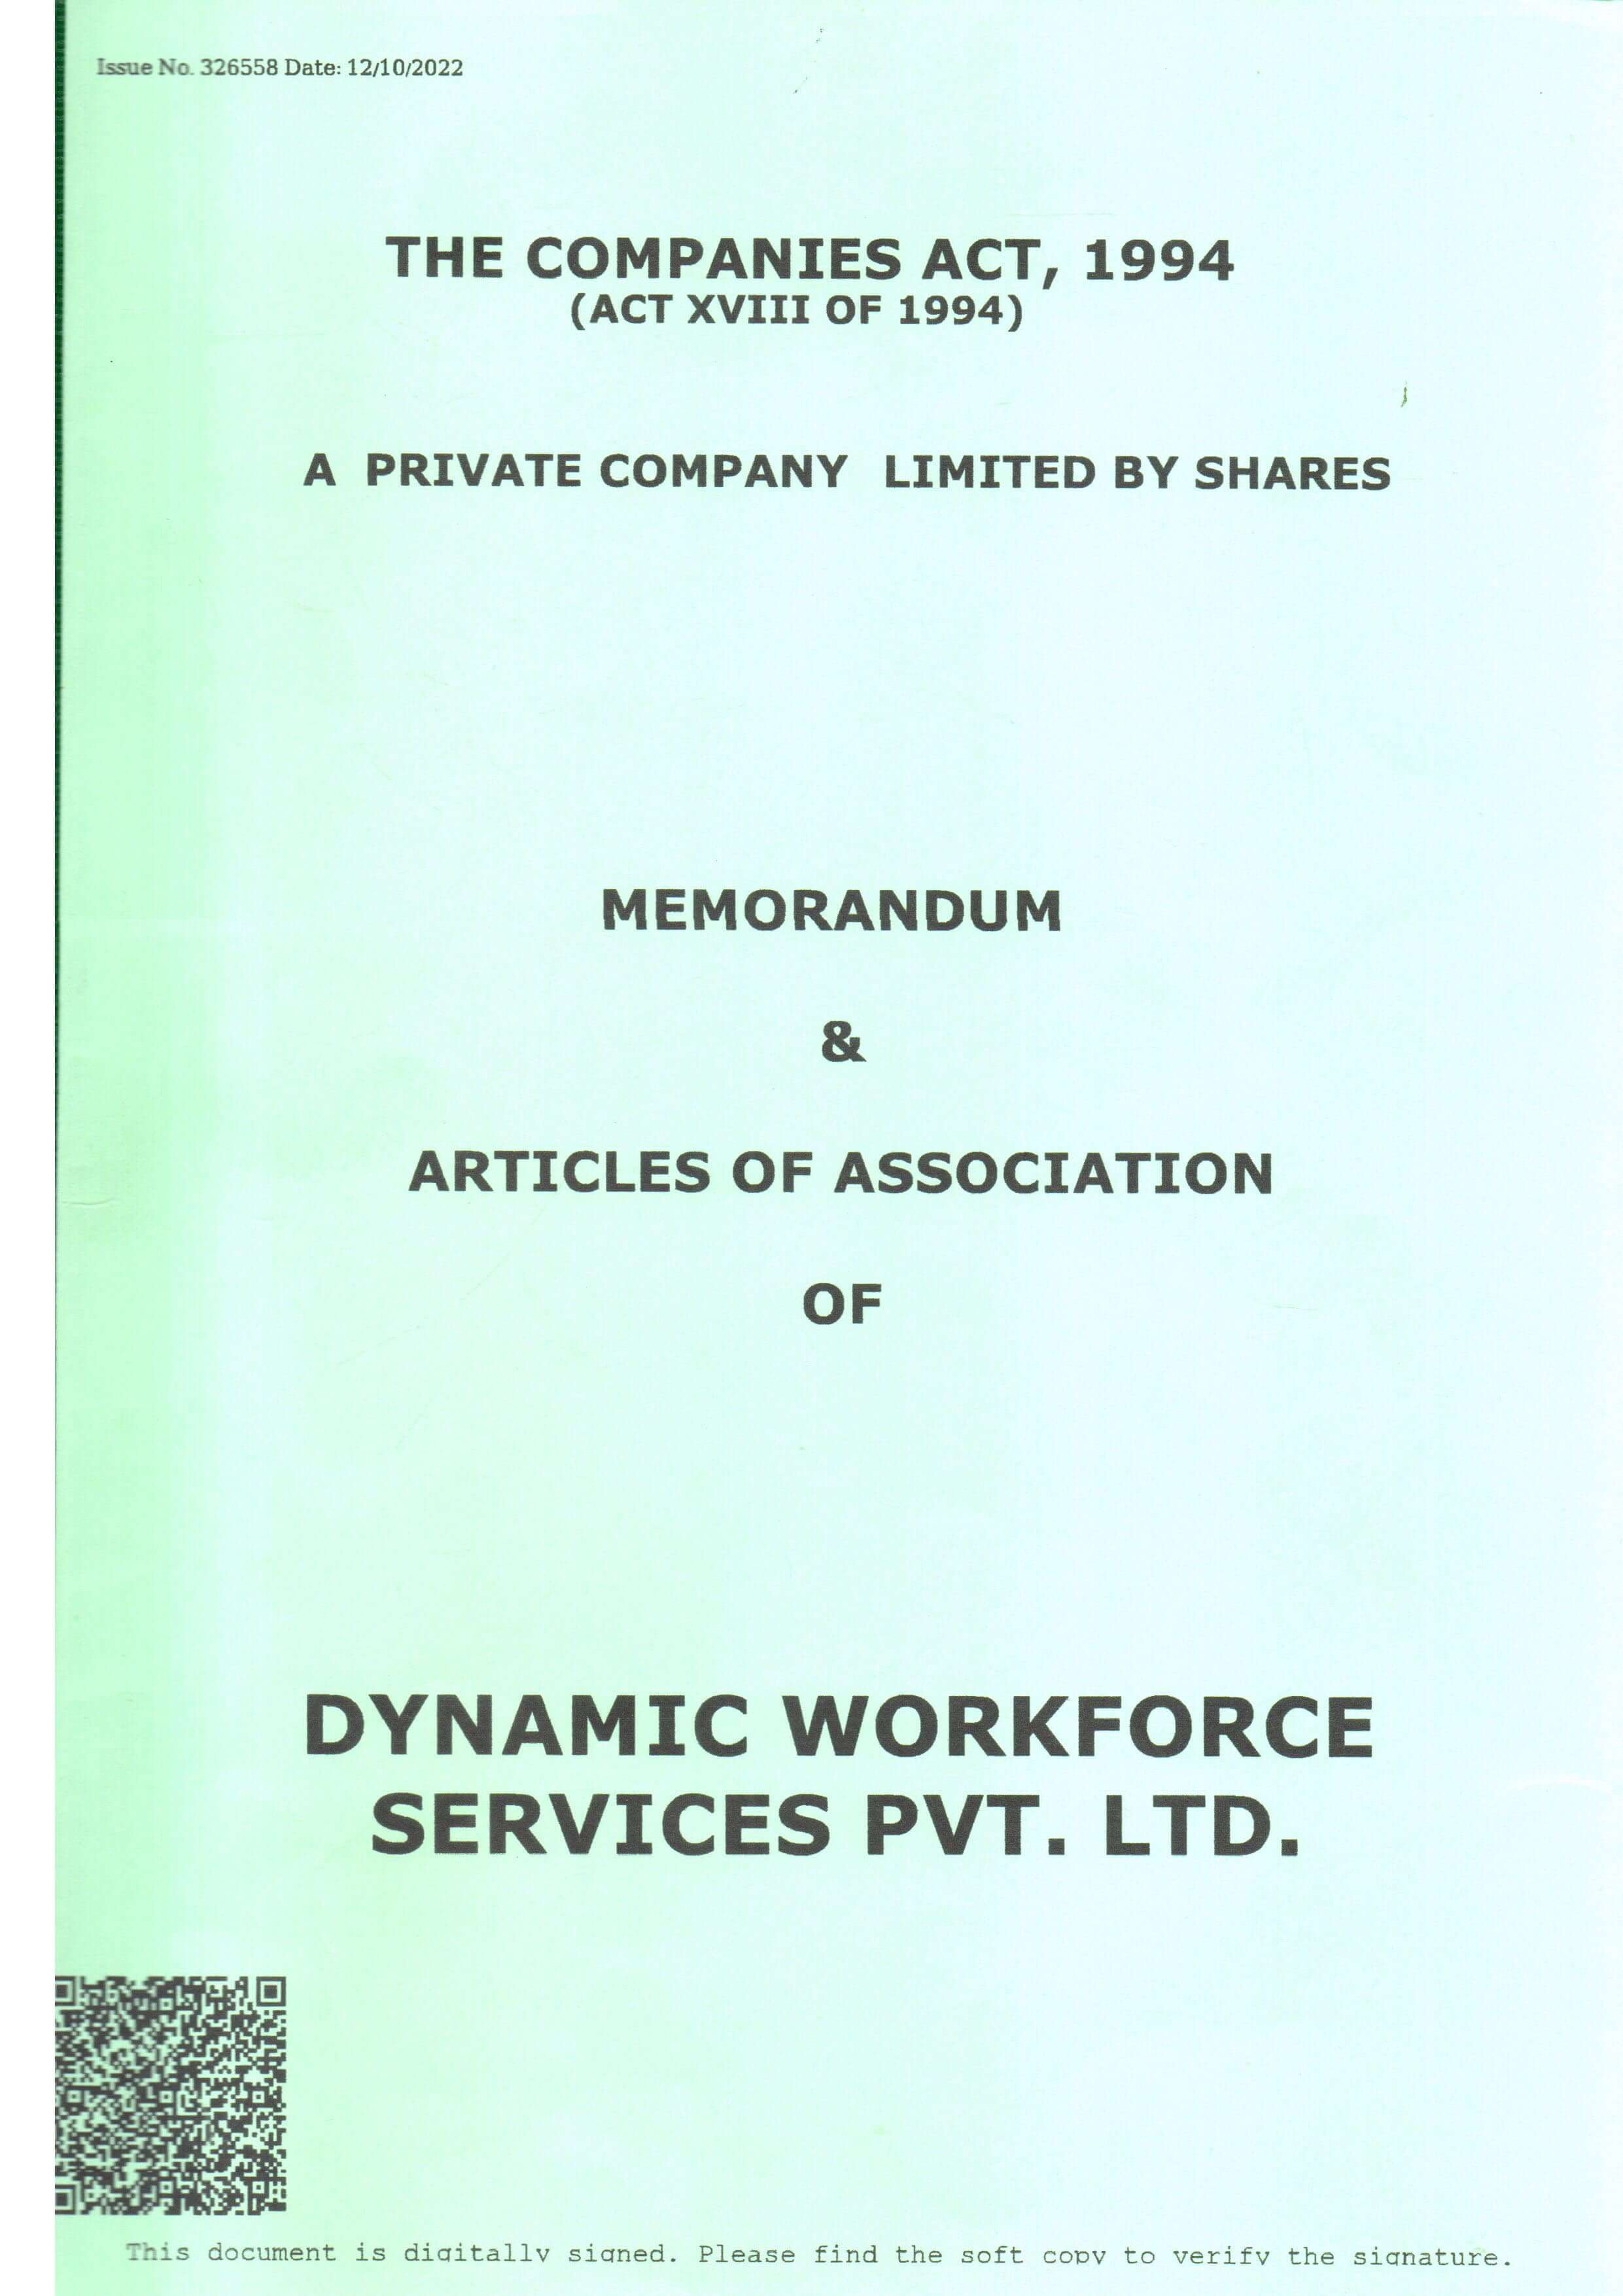 Issue No. 326558 Date: 12/10/2022
THE COMPANIES ACT, 1994
(ACT XVIII OF 1994)
A PRIVATE COMPANY LIMITED BY SHARES
MEMORANDUM
&
ARTICLES OF ASSOCIATION
OF
DYNAMIC WORKFORCE
SERVICES PVT. LTD.
This document is digitally signed. Please find the soft copy to verify the signature.